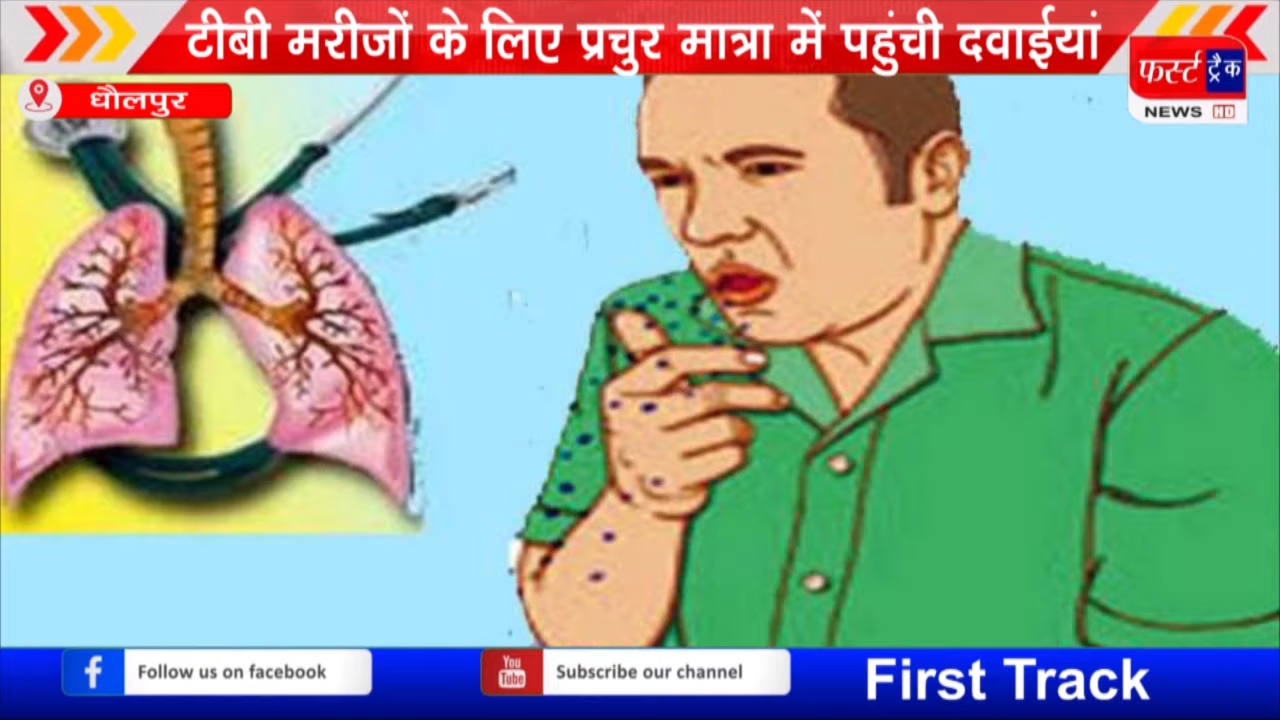 टीबी मरीजों के लिए प्रचुर मात्रा में पहुंची दवाईयां
फर्स्ट ट्रैक
NEWS HD
धौलपुर
f Follow us on facebook
You Tube Subscribe our channel
First Track